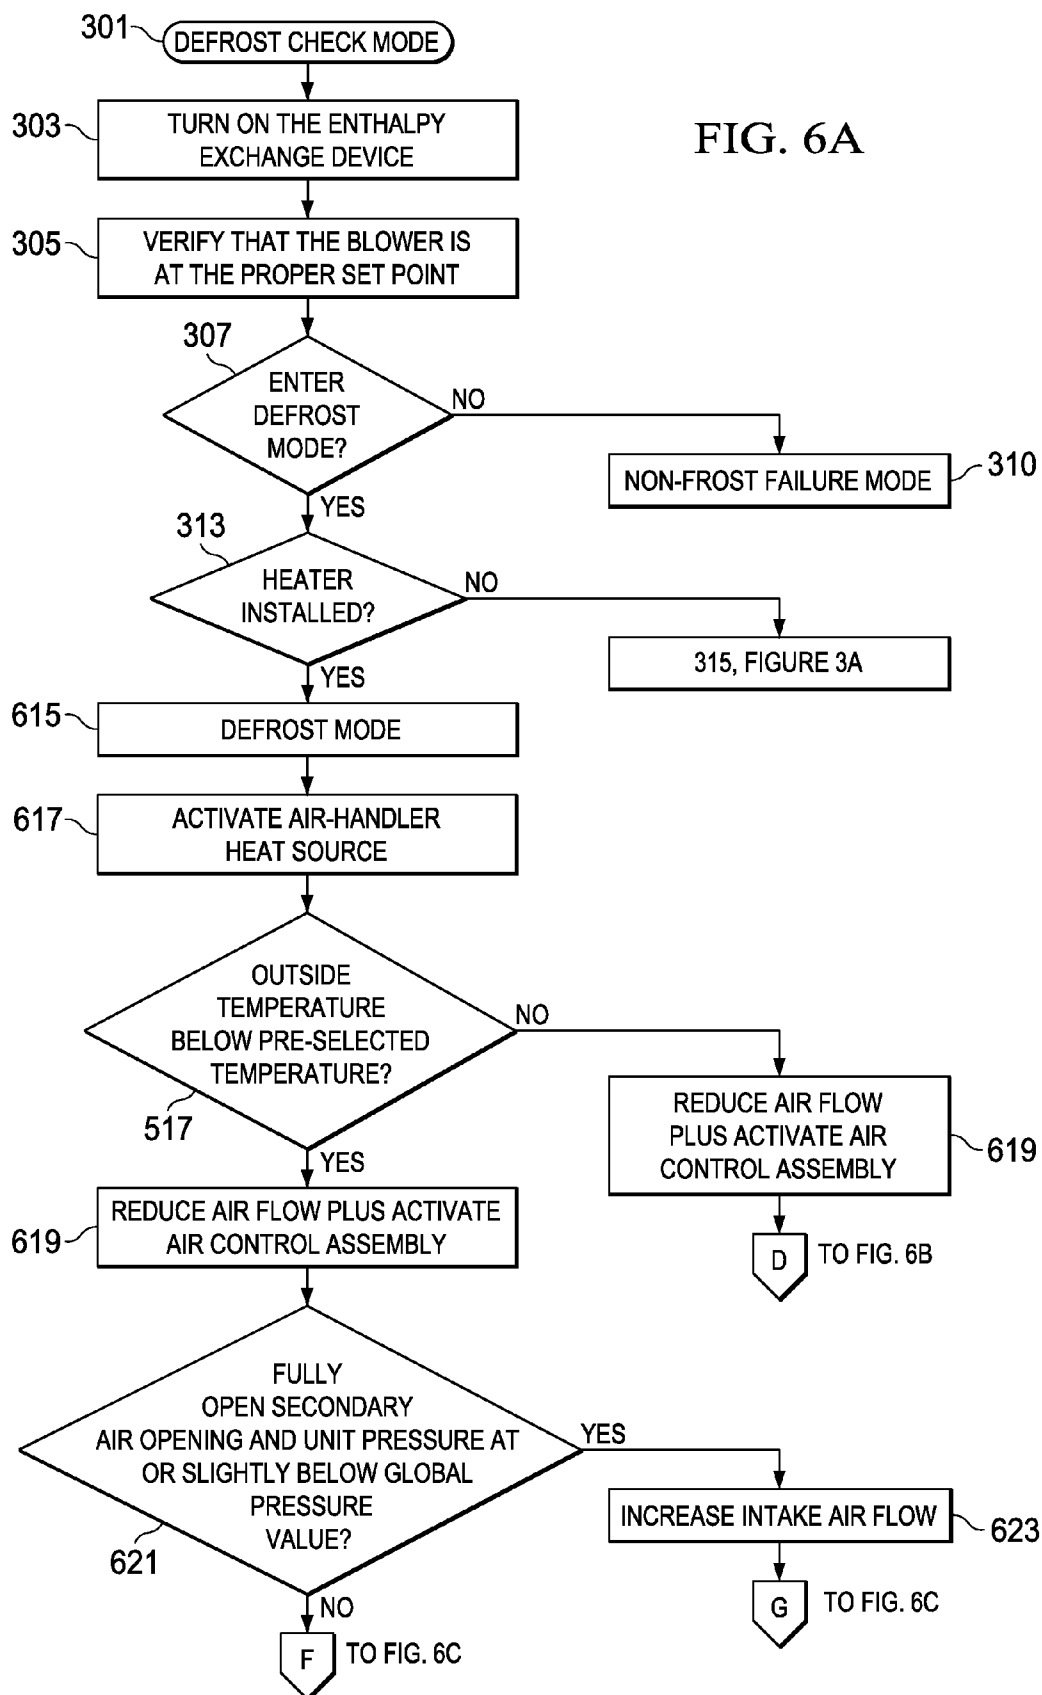 301
DEFROST CHECK MODE
FIG. 6A
303
TURN ON THE ENTHALPY
EXCHANGE DEVICE
305
VERIFY THAT THE BLOWER IS
AT THE PROPER SET POINT
307
ENTER
DEFROST
MODE?
NO
NON-FROST FAILURE MODE
310
YES
313
HEATER
INSTALLED?
NO
315, FIGURE 3A
YES
615
DEFROST MODE
617
ACTIVATE AIR-HANDLER
HEAT SOURCE
OUTSIDE
TEMPERATURE
BELOW PRE-SELECTED
TEMPERATURE?
517
NO
REDUCE AIR FLOW
PLUS ACTIVATE AIR
CONTROL ASSEMBLY
619
D
TO FIG. 6B
YES
619
REDUCE AIR FLOW PLUS ACTIVATE
AIR CONTROL ASSEMBLY
FULLY
OPEN SECONDARY
AIR OPENING AND UNIT PRESSURE AT
OR SLIGHTLY BELOW GLOBAL
PRESSURE
VALUE?
621
YES
INCREASE INTAKE AIR FLOW
623
G
TO FIG. 6C
NO
F
TO FIG. 6C